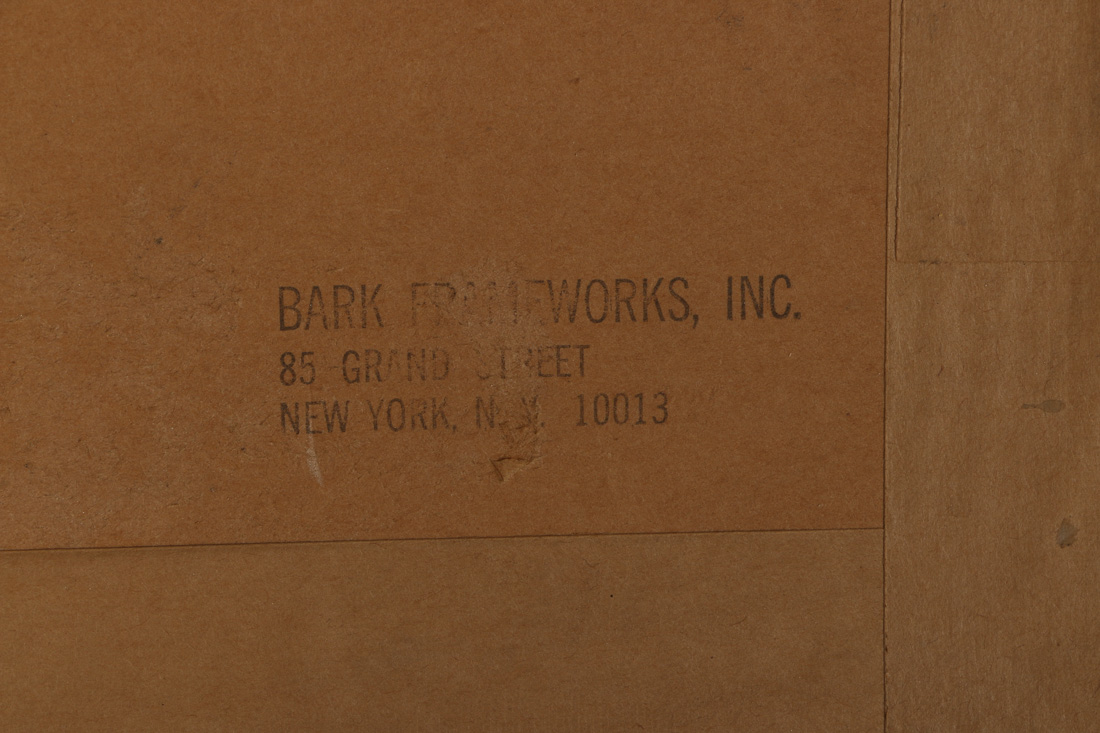 BARK FRAMEWORKS, INC.
85 GRAND STREET
NEW YORK, N.Y. 10013